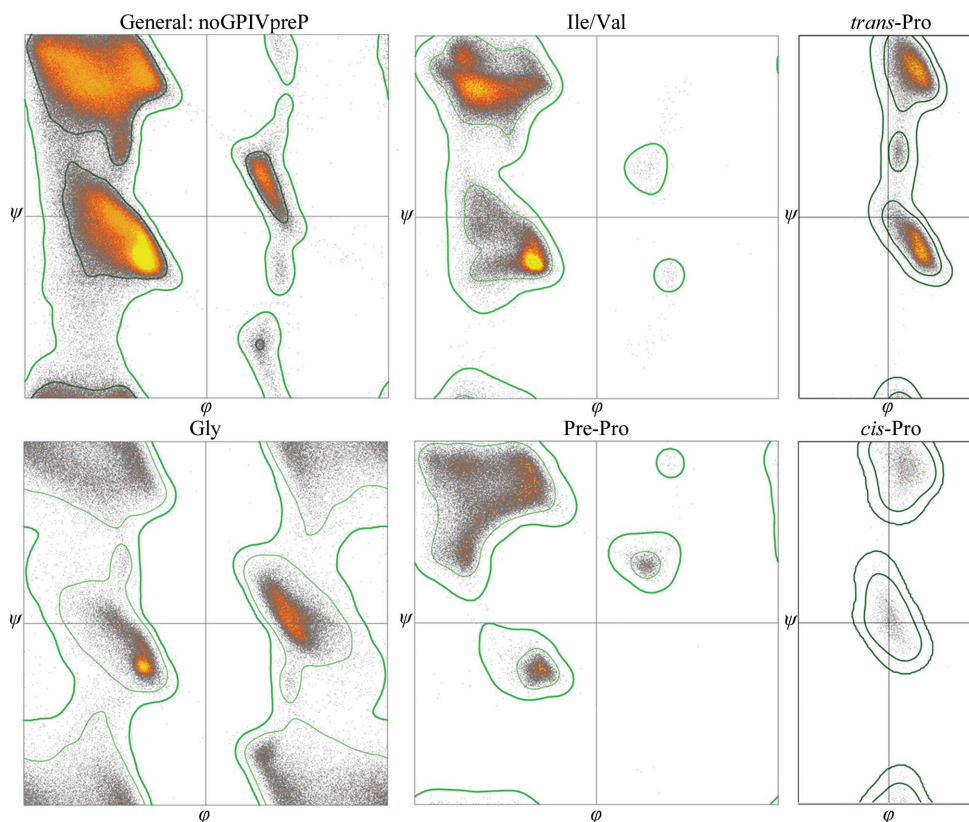 General: noGPIVpreP Ile/Val trans-Pro
ψ ψ ψ
φ φ φ
Gly Pre-Pro cis-Pro
ψ ψ ψ
φ φ φ